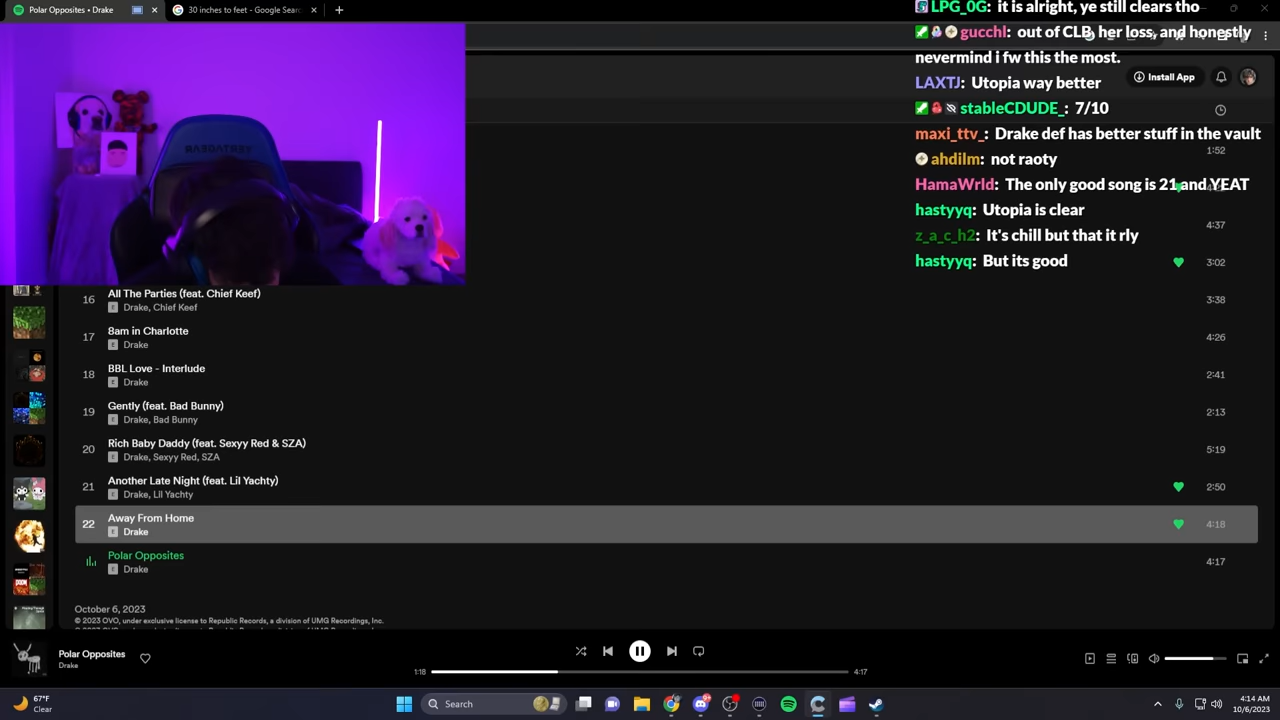 Polar Opposites • Drake
30 inches to feet - Google Sear
LPG_0G: it is alright, ye still clears tho
gucchl: out of CLB, her loss, and honestly
nevermind i fw this the most.
LAXTJ: Utopia way better
Install App
stableCDUDE_: 7/10
maxi_ttv_: Drake def has better stuff in the vault
1:52
ahdilm: not raoty
HamaWrld: The only good song is 21 and YEAT
hastyyq: Utopia is clear
4:37
z_a_c_h2: It's chill but that it rly
hastyyq: But its good
3:02
16 All The Parties (feat. Chief Keef) 3:38
E Drake, Chief Keef
17 8am in Charlotte 4:26
E Drake
18 BBL Love - Interlude 2:41
E Drake
19 Gently (feat. Bad Bunny) 2:13
E Drake, Bad Bunny
20 Rich Baby Daddy (feat. Sexyy Red & SZA) 5:19
E Drake, Sexyy Red, SZA
21 Another Late Night (feat. Lil Yachty) 2:50
E Drake, Lil Yachty
22 Away From Home 4:18
E Drake
Polar Opposites 4:17
E Drake
October 6, 2023
© 2023 OVO, under exclusive license to Republic Records, a division of UMG Recordings, Inc.
Polar Opposites
Drake
1:18
4:17
67°F
Clear
Search
4:14 AM
10/6/2023